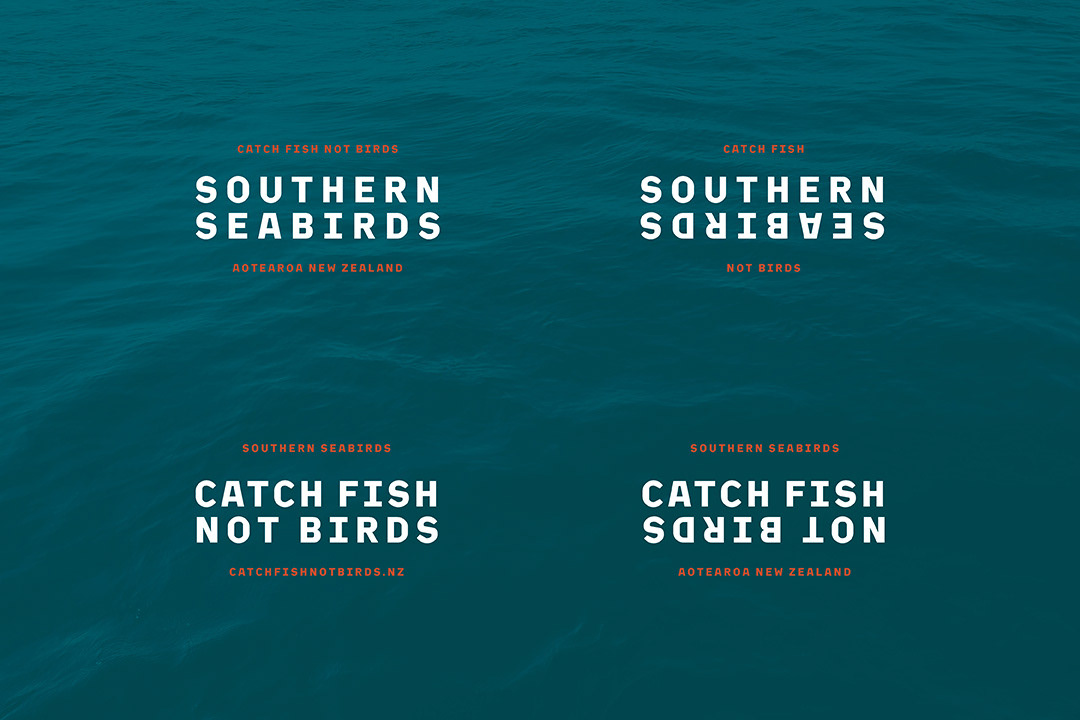 CATCH FISH NOT BIRDS
SOUTHERN
SEABIRDS
AOTEAROA NEW ZEALAND
CATCH FISH
SOUTHERN
SEABIRDS
NOT BIRDS
SOUTHERN SEABIRDS
CATCH FISH
NOT BIRDS
CATCHFISHNOTBIRDS.NZ
SOUTHERN SEABIRDS
CATCH FISH
NOT BIRDS
AOTEAROA NEW ZEALAND